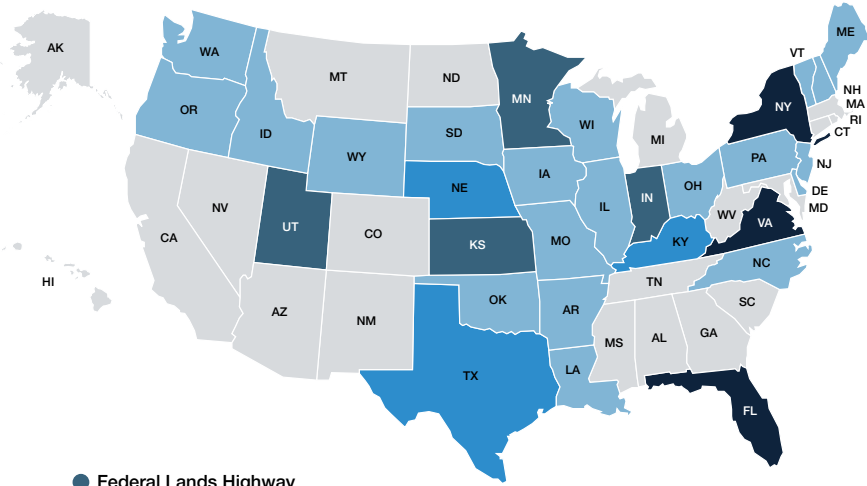 AK
WA
MT
ND
MN
VT
ME
OR
ID
SD
WI
MI
NY
NH
MA
RI
CT
WY
NE
IA
PA
NJ
NV
UT
CO
KS
IL
IN
OH
WV
DE
MD
CA
MO
KY
VA
HI
AZ
NM
OK
AR
TN
NC
SC
TX
LA
MS
AL
GA
FL
Federal Lands Highway